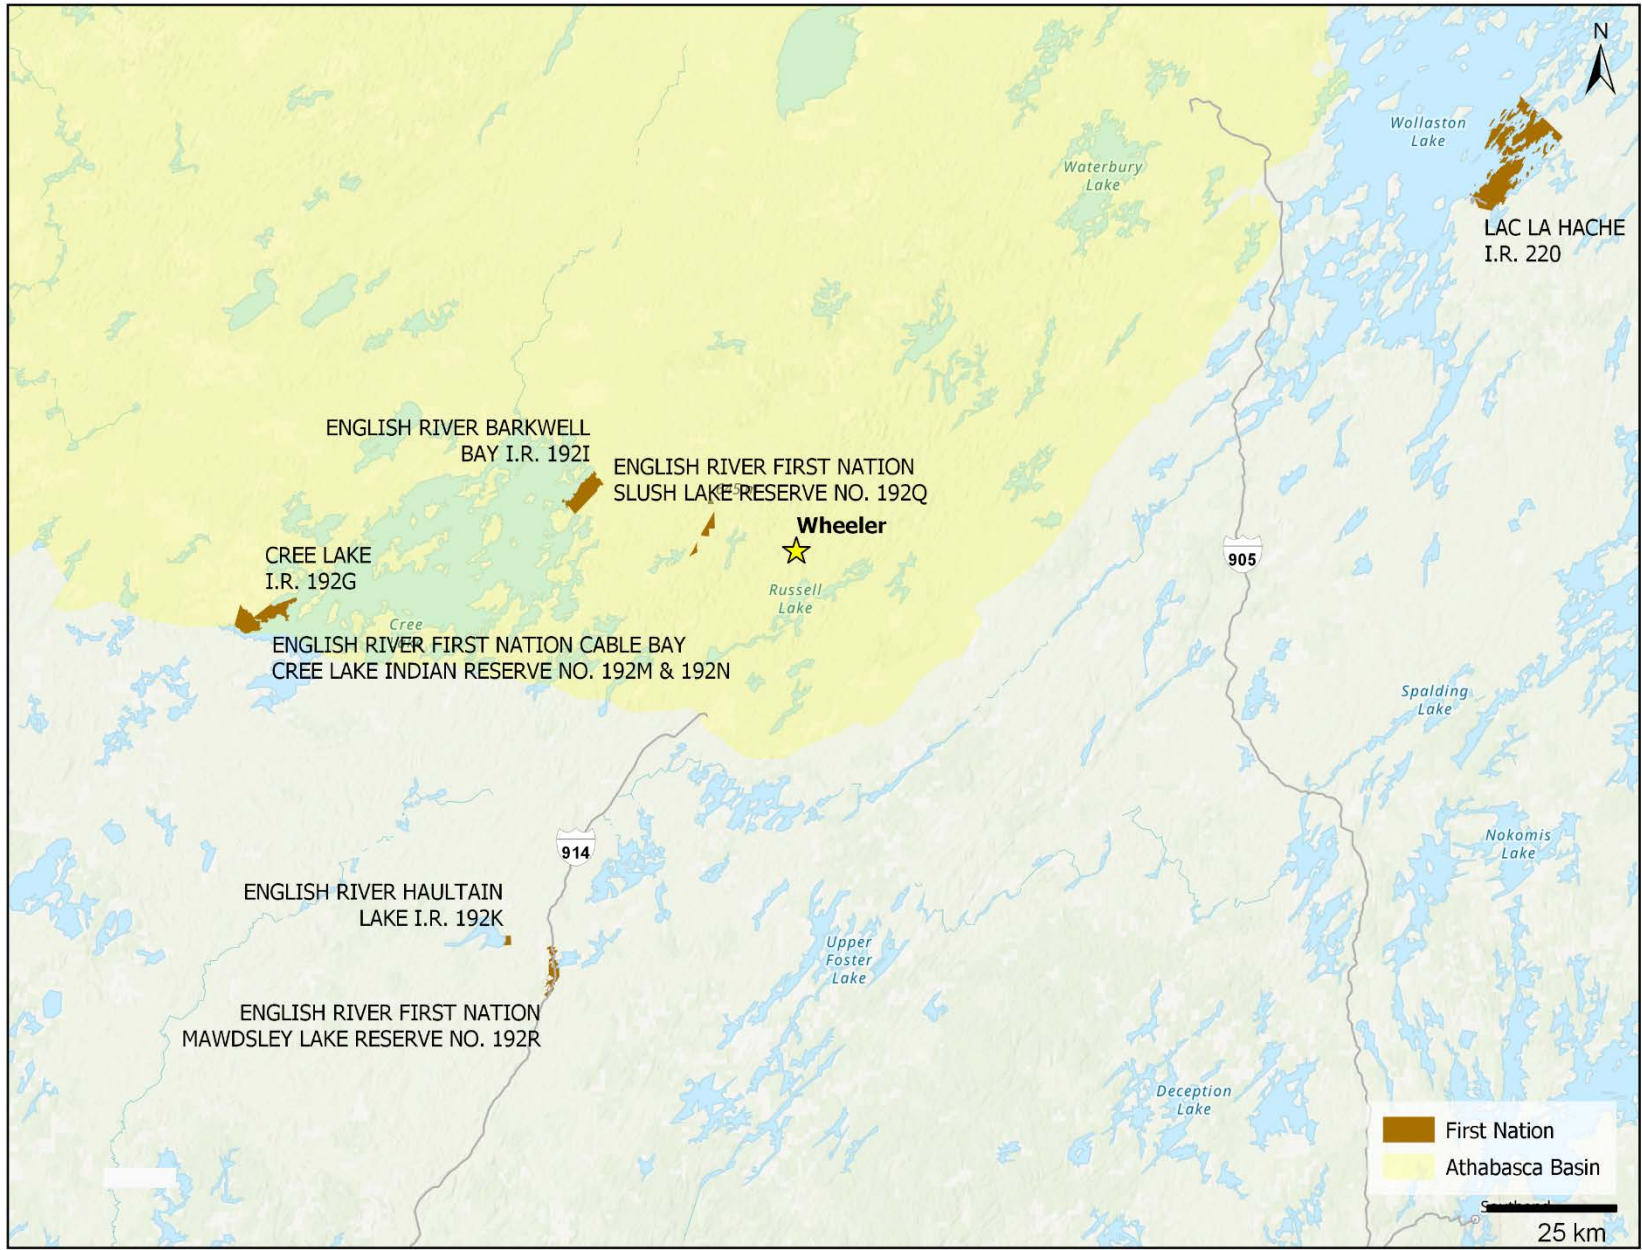 N
Wollaston
Lake
Waterbury
Lake
LAC LA HACHE
I.R. 220
ENGLISH RIVER BARKWELL
BAY I.R. 192I
ENGLISH RIVER FIRST NATION
SLUSH LAKE RESERVE NO. 192Q
Wheeler
CREE LAKE
I.R. 192G
905
Russell
Lake
Cree
ENGLISH RIVER FIRST NATION CABLE BAY
CREE LAKE INDIAN RESERVE NO. 192M & 192N
Spalding
Lake
914
Nokomis
Lake
ENGLISH RIVER HAULTAIN
LAKE I.R. 192K
Upper
Foster
Lake
ENGLISH RIVER FIRST NATION
MAWDSLEY LAKE RESERVE NO. 192R
Deception
Lake
First Nation
Athabasca Basin
25 km